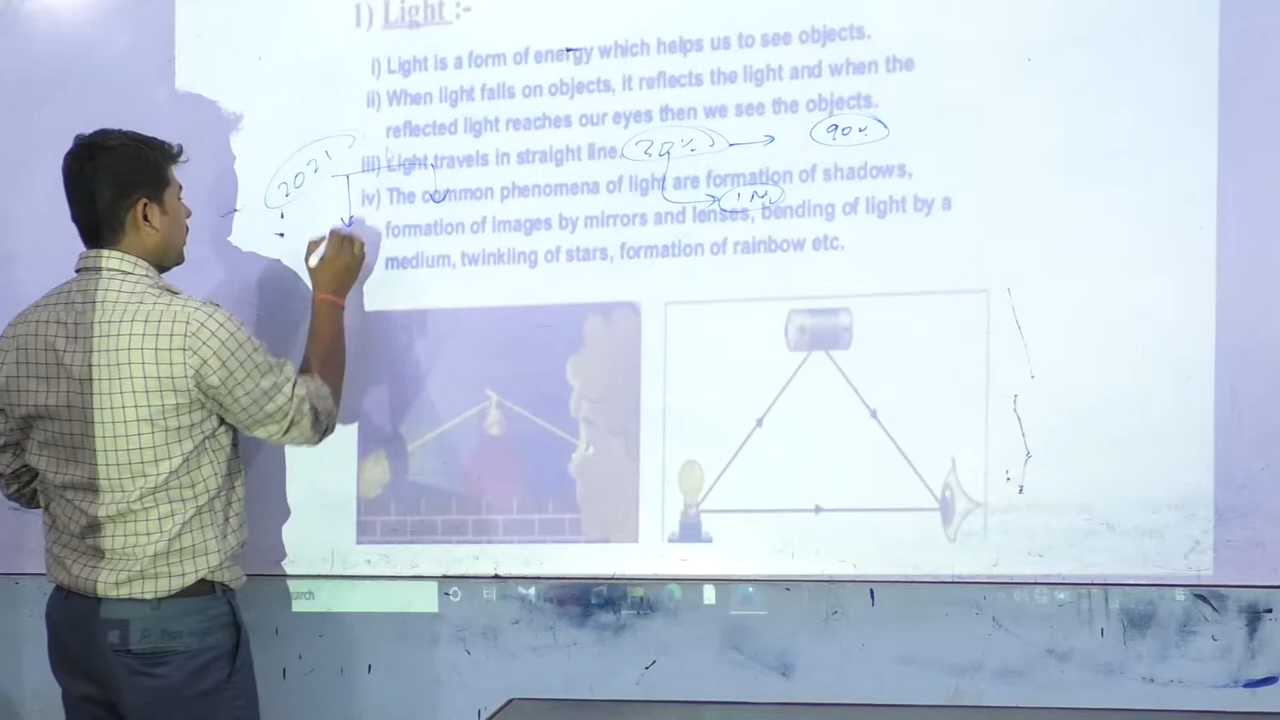 1) Light :-
i) Light is a form of energy which helps us to see objects.
ii) When light falls on objects, it reflects the light and when the
reflected light reaches our eyes then we see the objects.
iii) Light travels in straight line.
iv) The common phenomena of light are formation of shadows,
formation of images by mirrors and lenses, bending of light by a
medium, twinkling of stars, formation of rainbow etc.
2021
90%
arch